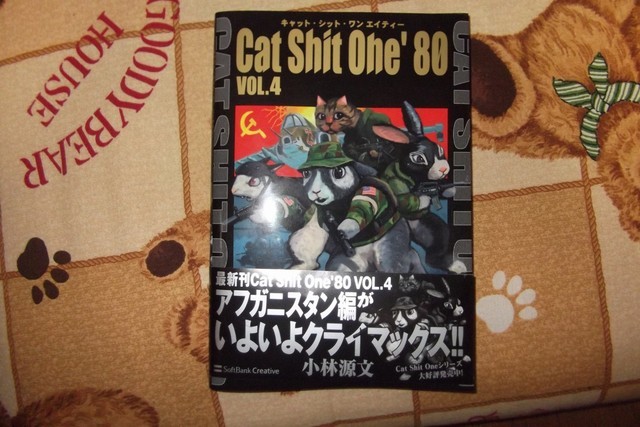 GOODY BEAR
HOUSE
キャット・シット・ワン エイティー
Cat Shit One'80
VOL.4
CAT SHIT O
CAT SHIT O
最新刊Cat Shit One'80 VOL.4
アフガニスタン編が
いよいよクライマックス!!
小林源文
Cat Shit Oneシリーズ
大好評発売中!
SoftBank Creative